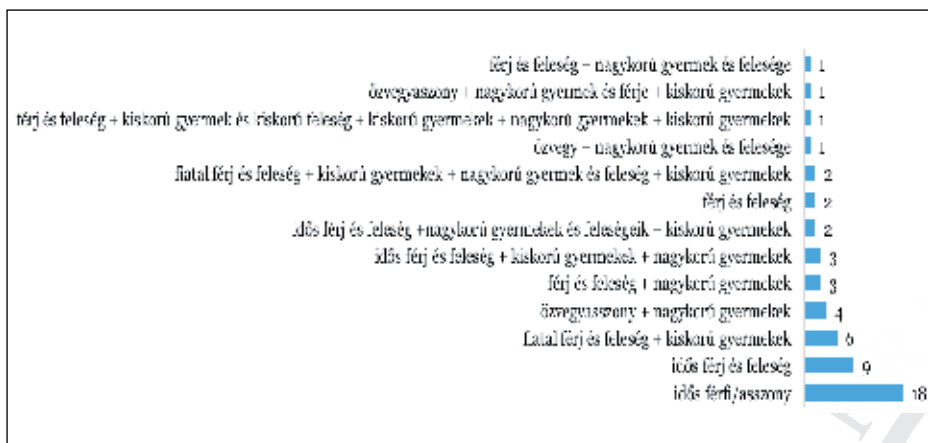 férj és feleség – nagykorú gyermek és felesége 1
özvegyasszony + nagykorú gyermek és férje + kiskorú gyermekek 1
férj és feleség + kiskorú gyermek és kiskorú feleség + kiskorú gyermekek + nagykorú gyermekek + kiskorú gyermekek 1
özvegy – nagykorú gyermek és felesége 1
fiatal férj és feleség + kiskorú gyermekek + nagykorú gyermek és feleség + kiskorú gyermekek 2
férj és feleség 2
idős férj és feleség +nagykorú gyermekek és feleségeik – kiskorú gyermekek 2
idős férj és feleség + kiskorú gyermekek + nagykorú gyermekek 3
férj és feleség + nagykorú gyermekek 3
özvegyasszony + nagykorú gyermekek 4
fiatal férj és feleség + kiskorú gyermekek 6
idős férj és feleség 9
idős férfi/asszony 18